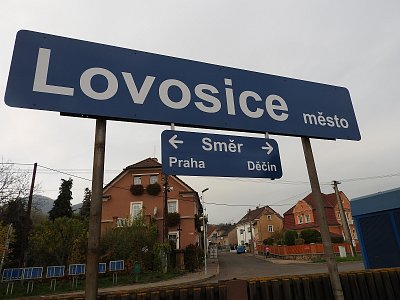 Lovosice město
← Směr →
Praha Děčín